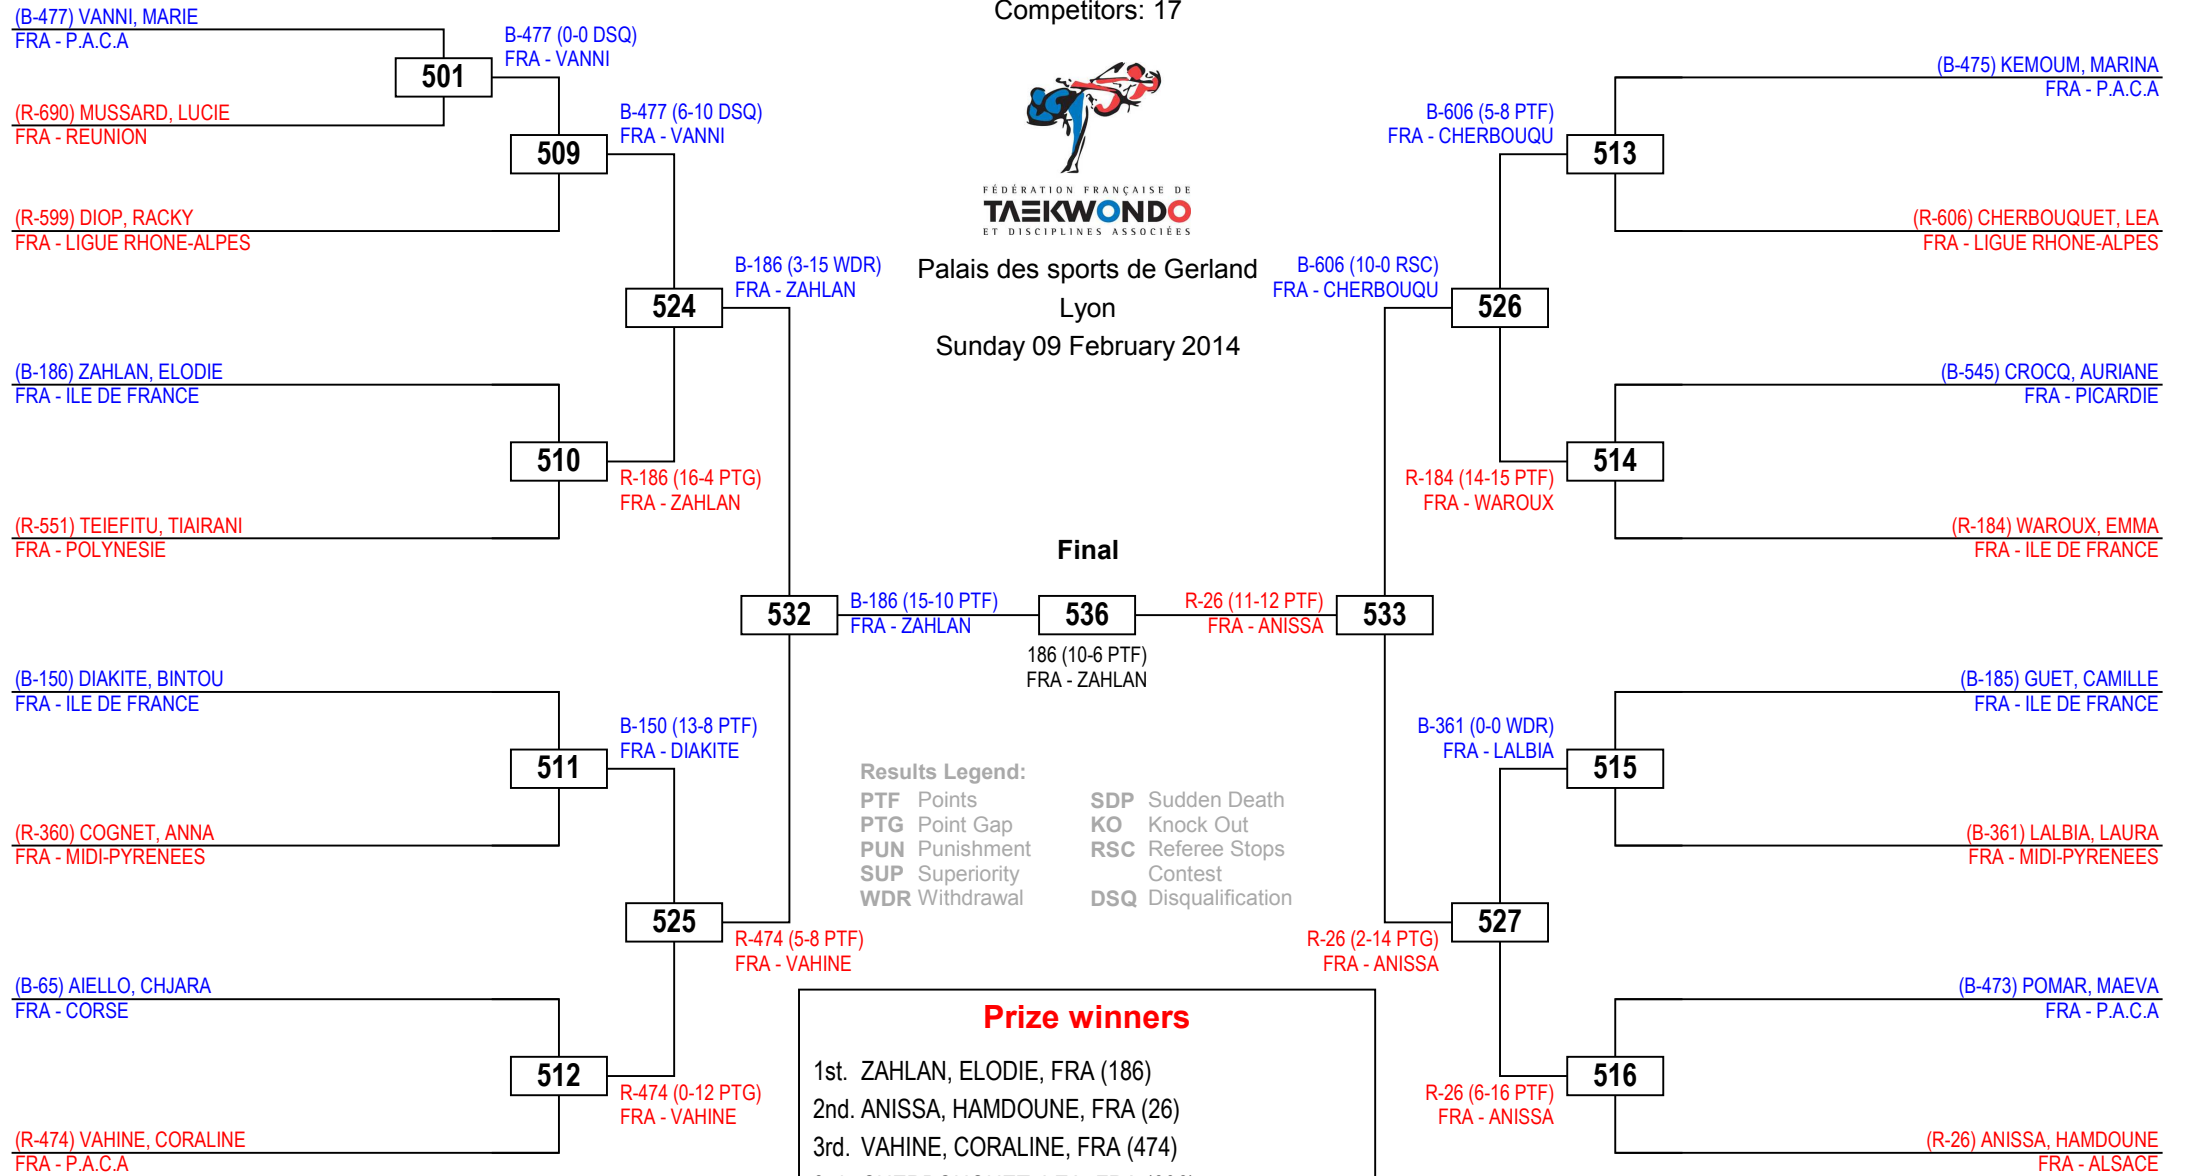 Competitors: 17
FÉDÉRATION FRANÇAISE DE
TAEKWONDO
ET DISCIPLINES ASSOCIÉES
Palais des sports de Gerland
Lyon
Sunday 09 February 2014
(B-477) VANNI, MARIE
FRA - P.A.C.A
501
(R-690) MUSSARD, LUCIE
FRA - REUNION
B-477 (0-0 DSQ)
FRA - VANNI
509
(R-599) DIOP, RACKY
FRA - LIGUE RHONE-ALPES
B-477 (6-10 DSQ)
FRA - VANNI
524
(B-186) ZAHLAN, ELODIE
FRA - ILE DE FRANCE
510
(R-551) TEIEFITU, TIAIRANI
FRA - POLYNESIE
R-186 (16-4 PTG)
FRA - ZAHLAN
B-186 (3-15 WDR)
FRA - ZAHLAN
532
(B-150) DIAKITE, BINTOU
FRA - ILE DE FRANCE
511
(R-360) COGNET, ANNA
FRA - MIDI-PYRENEES
B-150 (13-8 PTF)
FRA - DIAKITE
525
(B-65) AIELLO, CHJARA
FRA - CORSE
512
(R-474) VAHINE, CORALINE
FRA - P.A.C.A
R-474 (0-12 PTG)
FRA - VAHINE
R-474 (5-8 PTF)
FRA - VAHINE
B-186 (15-10 PTF)
FRA - ZAHLAN
Final
536
186 (10-6 PTF)
FRA - ZAHLAN
R-26 (11-12 PTF)
FRA - ANISSA
533
(B-475) KEMOUM, MARINA
FRA - P.A.C.A
513
(R-606) CHERBOUQUET, LEA
FRA - LIGUE RHONE-ALPES
B-606 (5-8 PTF)
FRA - CHERBOUQU
526
B-606 (10-0 RSC)
FRA - CHERBOUQU
(B-545) CROCQ, AURIANE
FRA - PICARDIE
514
(R-184) WAROUX, EMMA
FRA - ILE DE FRANCE
R-184 (14-15 PTF)
FRA - WAROUX
(B-185) GUET, CAMILLE
FRA - ILE DE FRANCE
515
(B-361) LALBIA, LAURA
FRA - MIDI-PYRENEES
B-361 (0-0 WDR)
FRA - LALBIA
527
R-26 (2-14 PTG)
FRA - ANISSA
(B-473) POMAR, MAEVA
FRA - P.A.C.A
516
(R-26) ANISSA, HAMDOUNE
FRA - ALSACE
R-26 (6-16 PTF)
FRA - ANISSA
Results Legend:
PTF Points
PTG Point Gap
PUN Punishment
SUP Superiority
WDR Withdrawal
SDP Sudden Death
KO Knock Out
RSC Referee Stops
Contest
DSQ Disqualification
Prize winners
1st. ZAHLAN, ELODIE, FRA (186)
2nd. ANISSA, HAMDOUNE, FRA (26)
3rd. VAHINE, CORALINE, FRA (474)